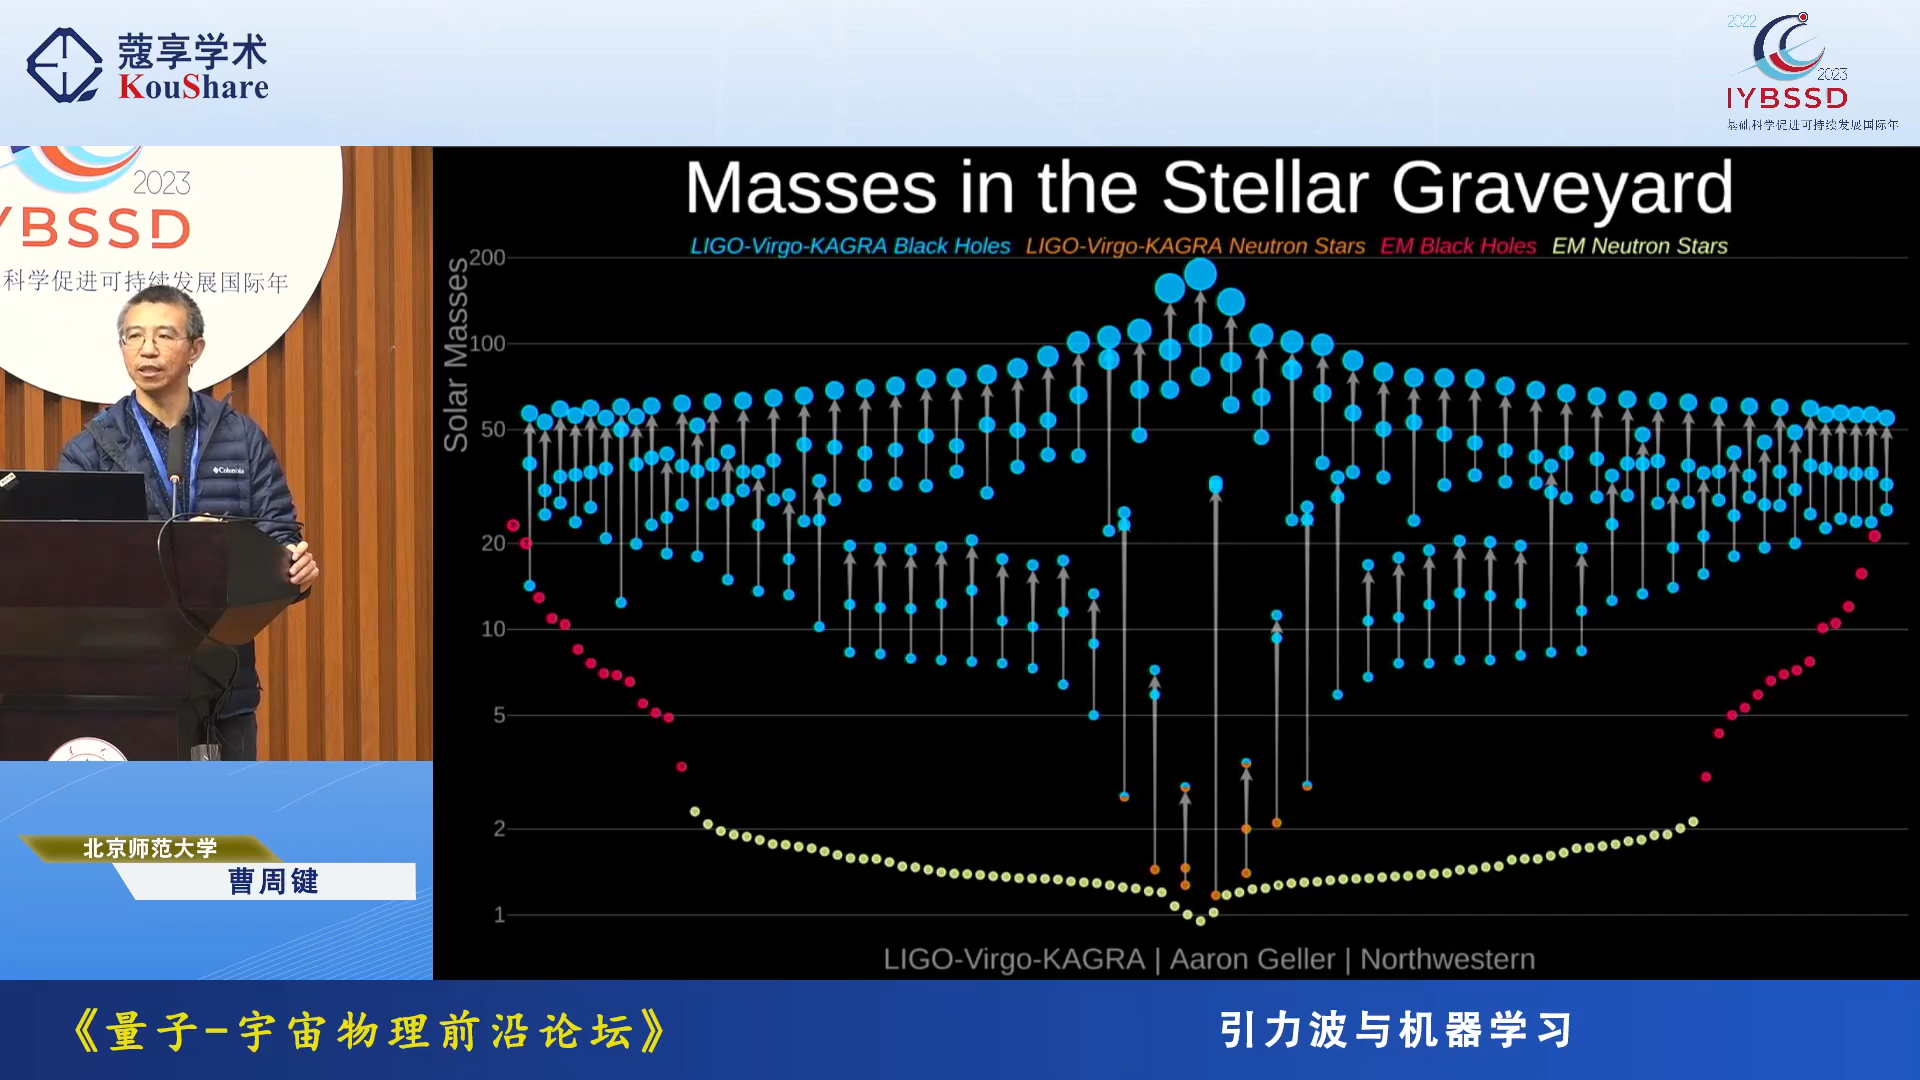 蔻享学术
KouShare
2022
2023
IYBSSD
基础科学促进可持续发展国际年
2023
YBSSD
科学促进可持续发展国际年
Columbia
Masses in the Stellar Graveyard
LIGO-Virgo-KAGRA Black Holes LIGO-Virgo-KAGRA Neutron Stars EM Black Holes EM Neutron Stars
Solar Masses
200
100
50
20
10
5
2
1
LIGO-Virgo-KAGRA | Aaron Geller | Northwestern
北京师范大学
曹周键
《量子-宇宙物理前沿论坛》
引力波与机器学习